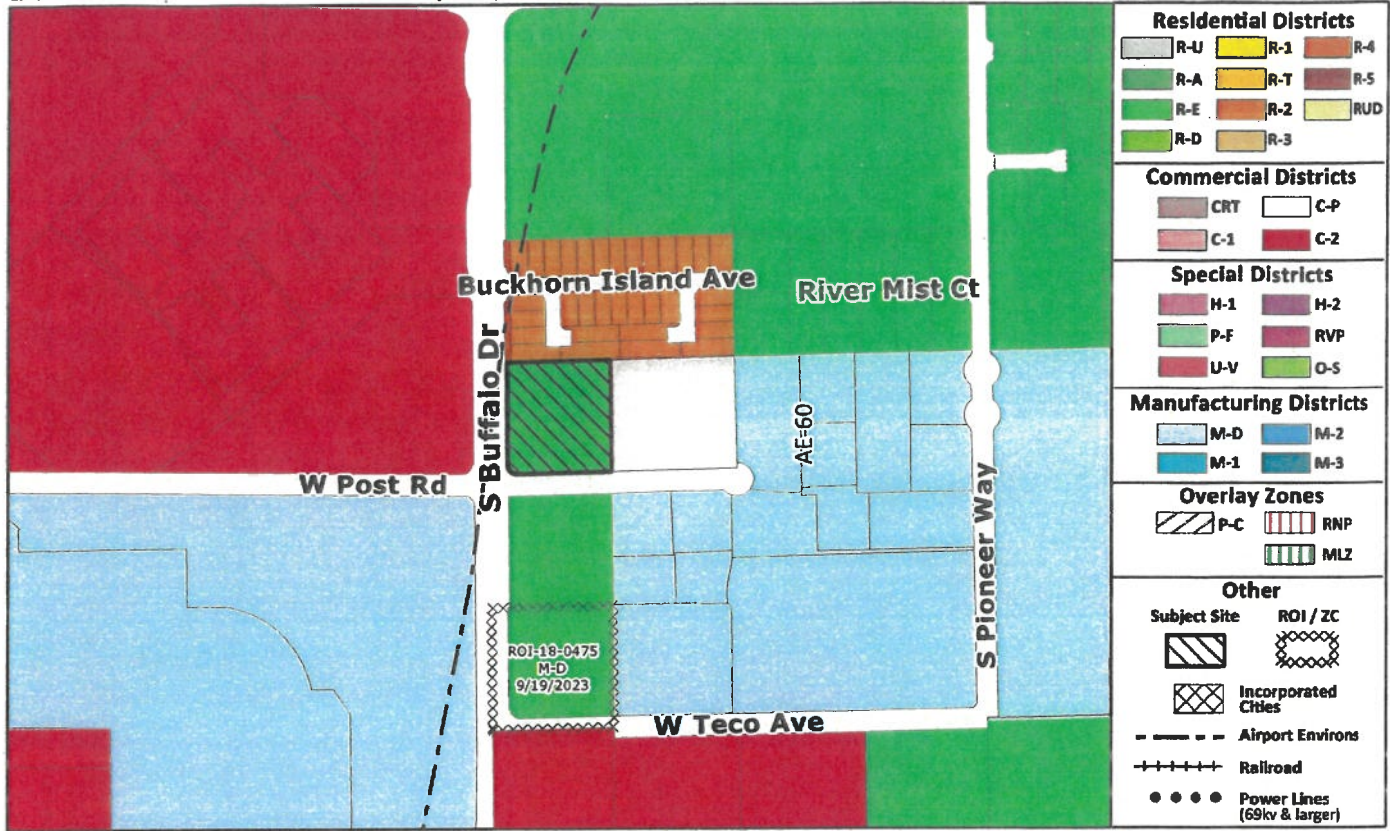 Buckhorn Island Ave
River Mist Ct
S Buffalo Dr
AE-60
W Post Rd
S Pioneer Way
ROI-18-0475
M-D
9/19/2023
W Teco Ave
Residential Districts
R-U R-1 R-4
R-A R-T R-5
R-E R-2 RUD
R-D R-3
Commercial Districts
CRT C-P
C-1 C-2
Special Districts
H-1 H-2
P-F RVP
U-V O-S
Manufacturing Districts
M-D M-2
M-1 M-3
Overlay Zones
P-C RNP
MLZ
Other
Subject Site ROI / ZC
Incorporated
Cities
Airport Environs
Railroad
Power Lines
(69kv & larger)